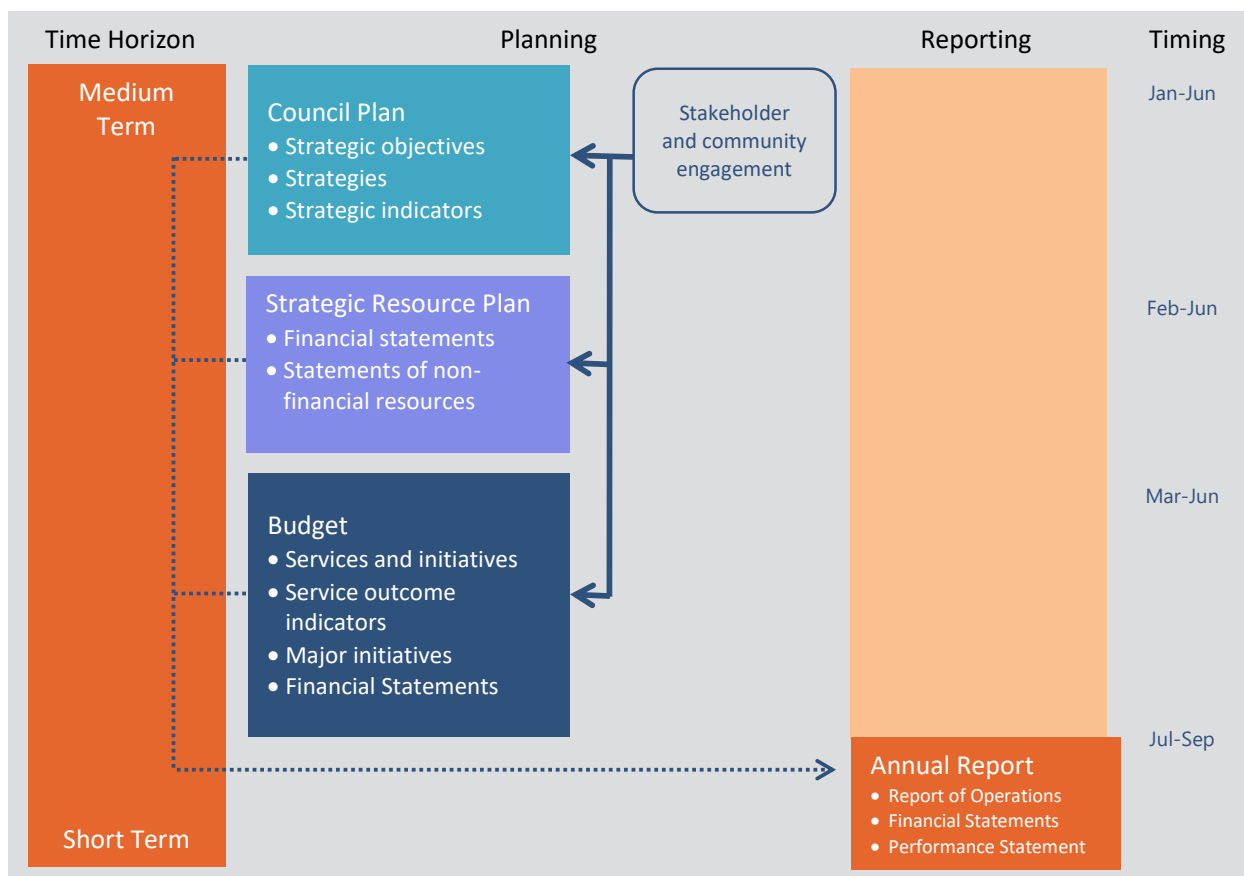 Time Horizon
Planning
Reporting
Timing
Medium
Term
Council Plan
• Strategic objectives
• Strategies
• Strategic indicators
Stakeholder
and community
engagement
Jan-Jun
Strategic Resource Plan
• Financial statements
• Statements of non-
financial resources
Feb-Jun
Budget
• Services and initiatives
• Service outcome
indicators
• Major initiatives
• Financial Statements
Mar-Jun
Jul-Sep
Annual Report
• Report of Operations
• Financial Statements
• Performance Statement
Short Term